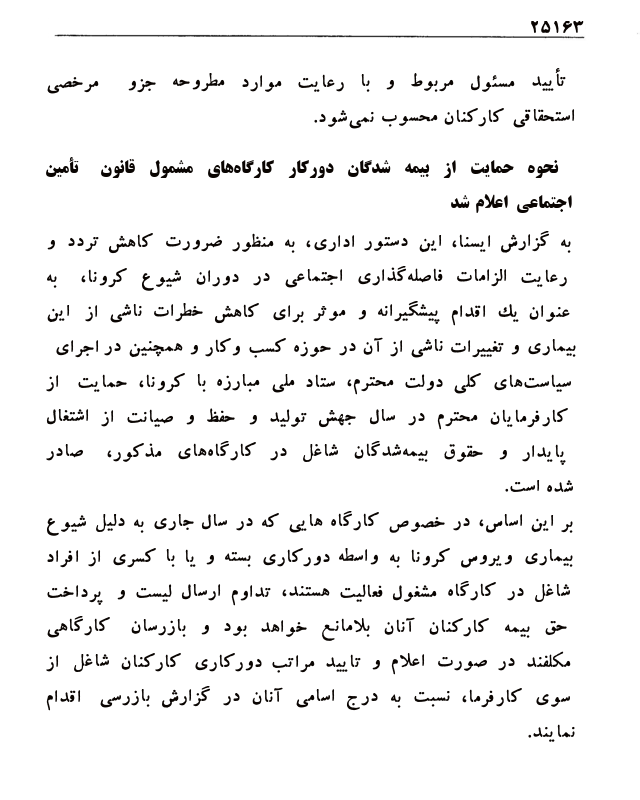 ۲۵۱۶۳
تأیید مسئول مربوط و با رعایت موارد مطروحه جزو مرخصی
استحقاقی کارکنان محسوب نمی‌شود.
نحوه حمایت از بیمه شدگان دورکار کارگاه‌های مشمول قانون تأمین
اجتماعی اعلام شد
به گزارش ایسنا، این دستور اداری، به منظور ضرورت کاهش تردد و
رعایت الزامات فاصله‌گذاری اجتماعی در دوران شیوع کرونا، به
عنوان یك اقدام پیشگیرانه و موثر برای کاهش خطرات ناشی از این
بیماری و تغییرات ناشی از آن در حوزه کسب وکار و همچنین در اجرای
سیاست‌های کلی دولت محترم، ستاد ملی مبارزه با کرونا، حمایت از
کارفرمایان محترم در سال جهش تولید و حفظ و صیانت از اشتغال
پایدار و حقوق بیمه‌شدگان شاغل در کارگاه‌های مذکور، صادر
شده است.
بر این اساس، در خصوص کارگاه هایی که در سال جاری به دلیل شیوع
بیماری ویروس کرونا به واسطه دورکاری بسته و یا با کسری از افراد
شاغل در کارگاه مشغول فعالیت هستند، تداوم ارسال لیست و پرداخت
حق بیمه کارکنان آنان بلامانع خواهد بود و بازرسان کارگاهی
مکلفند در صورت اعلام و تایید مراتب دورکاری کارکنان شاغل از
سوی کارفرما، نسبت به درج اسامی آنان در گزارش بازرسی اقدام
نمایند.